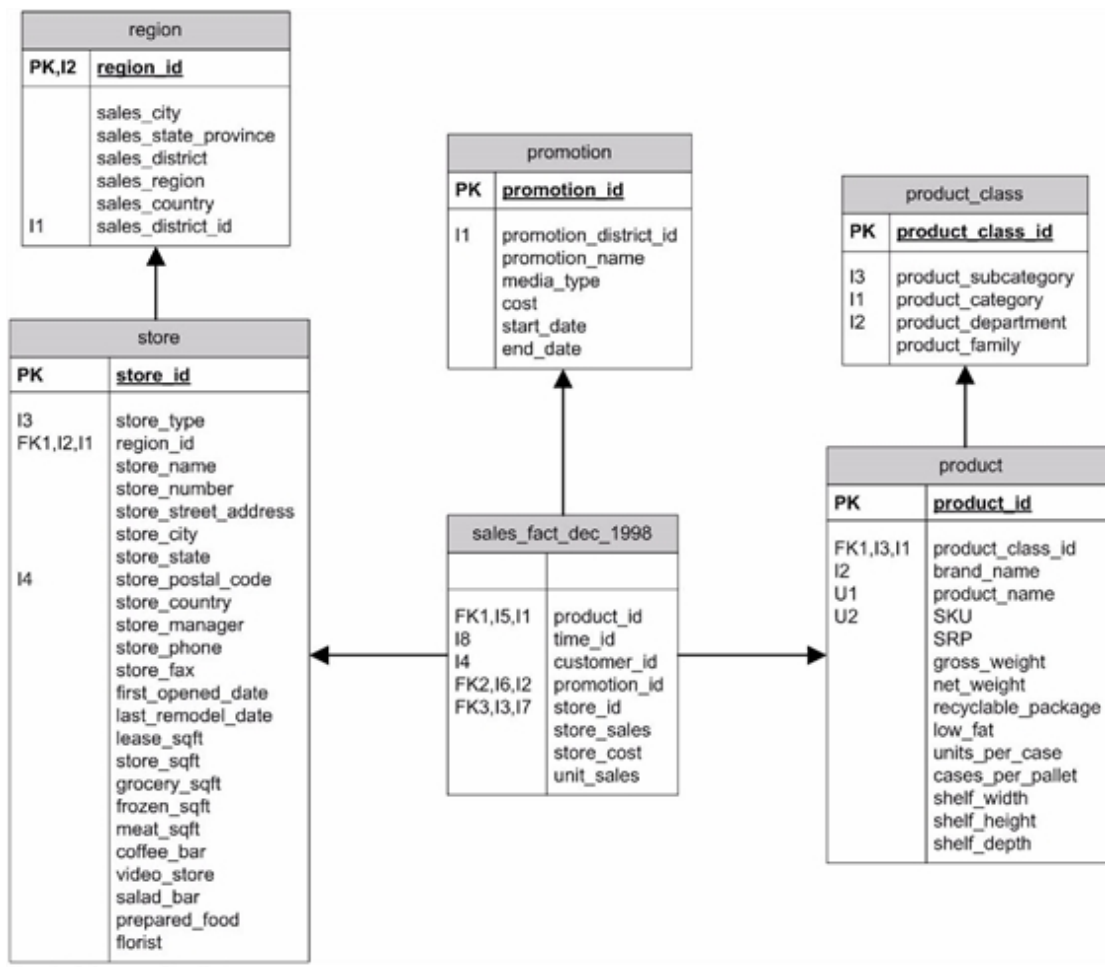 region
PK,I2 region_id
sales_city
sales_state_province
sales_district
sales_region
sales_country
I1 sales_district_id
promotion
PK promotion_id
I1 promotion_district_id
promotion_name
media_type
cost
start_date
end_date
product_class
PK product_class_id
I3 product_subcategory
I1 product_category
I2 product_department
product_family
store
PK store_id
I3 store_type
FK1,I2,I1 region_id
store_name
store_number
store_street_address
store_city
store_state
I4 store_postal_code
store_country
store_manager
store_phone
store_fax
first_opened_date
last_remodel_date
lease_sqft
store_sqft
grocery_sqft
frozen_sqft
meat_sqft
coffee_bar
video_store
salad_bar
prepared_food
florist
sales_fact_dec_1998
FK1,I5,I1 product_id
I8 time_id
I4 customer_id
FK2,I6,I2 promotion_id
FK3,I3,I7 store_id
store_sales
store_cost
unit_sales
product
PK product_id
FK1,I3,I1 product_class_id
I2 brand_name
U1 product_name
U2 SKU
SRP
gross_weight
net_weight
recyclable_package
low_fat
units_per_case
cases_per_pallet
shelf_width
shelf_height
shelf_depth